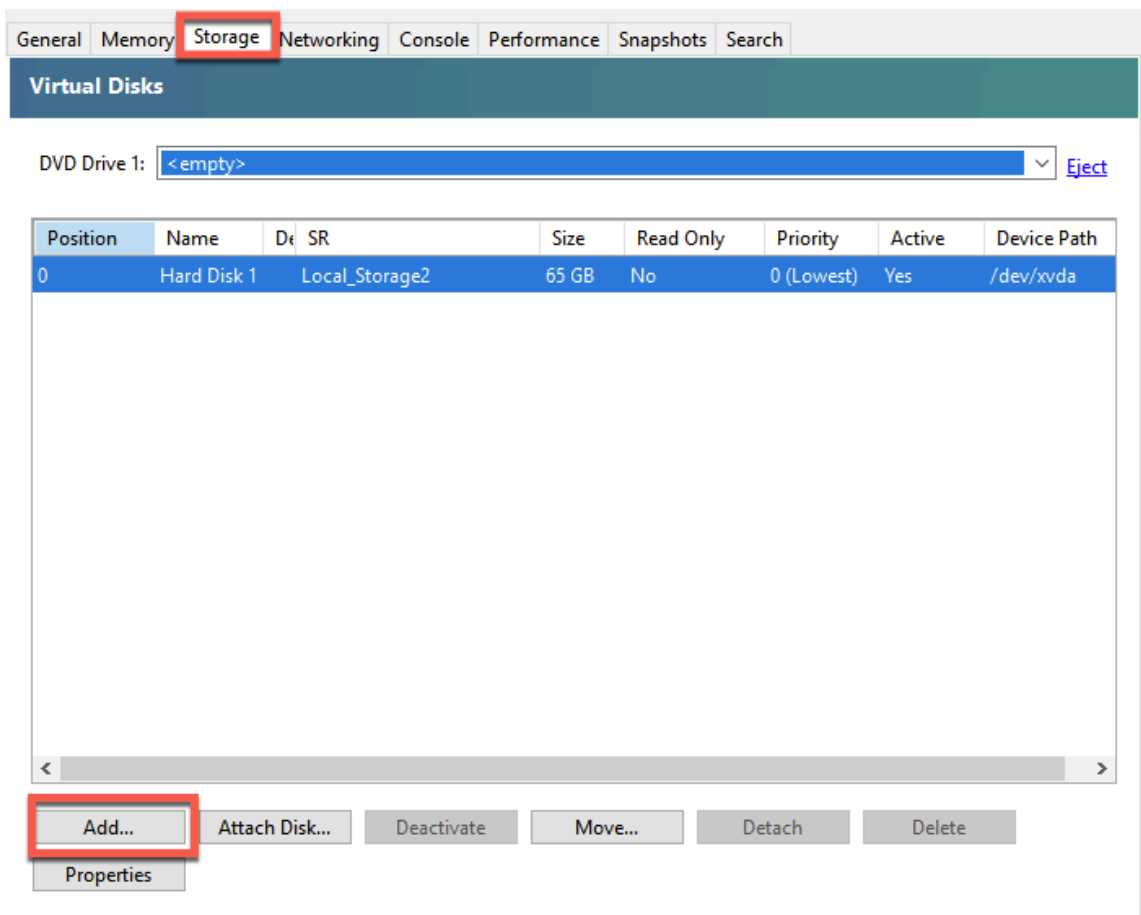 General Memory Storage Networking Console Performance Snapshots Search
Virtual Disks
DVD Drive 1: <empty> Eject
Position Name De SR Size Read Only Priority Active Device Path
0 Hard Disk 1 Local_Storage2 65 GB No 0 (Lowest) Yes /dev/xvda
Add... Attach Disk... Deactivate Move... Detach Delete
Properties